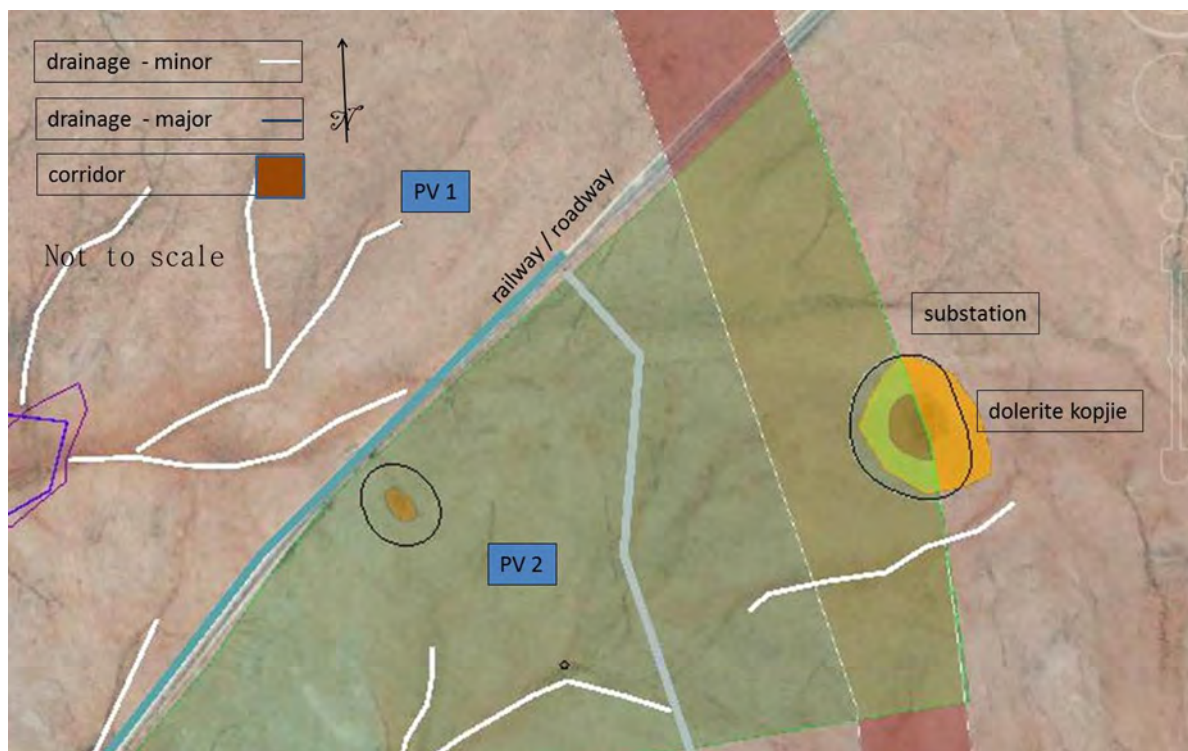 drainage - minor
drainage - major
corridor
N
PV 1
Not to scale
railway / roadway
substation
dolerite kopjie
PV 2